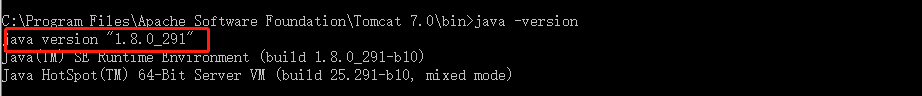 C:\Program Files\Apache Software Foundation\Tomcat 7.0\bin>java -version
java version "1.8.0_291"
Java(TM) SE Runtime Environment (build 1.8.0_291-b10)
Java HotSpot(TM) 64-Bit Server VM (build 25.291-b10, mixed mode)